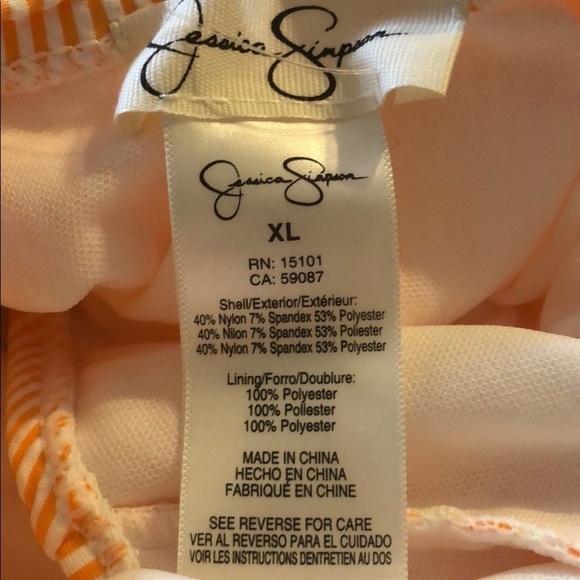 Jessica Simpson
Jessica Simpson
XL
RN: 15101
CA: 59087
Shell/Exterior/Extérieur:
40% Nylon 7% Spandex 53% Polyester
40% Nilon 7% Spandex 53% Poliester
40% Nylon 7% Spandex 53% Polyester
Lining/Forro/Doublure:
100% Polyester
100% Poliester
100% Polyester
MADE IN CHINA
HECHO EN CHINA
FABRIQUÉ EN CHINE
SEE REVERSE FOR CARE
VER AL REVERSO PARA EL CUIDADO
VOIR LES INSTRUCTIONS DENTRETIEN AU DOS